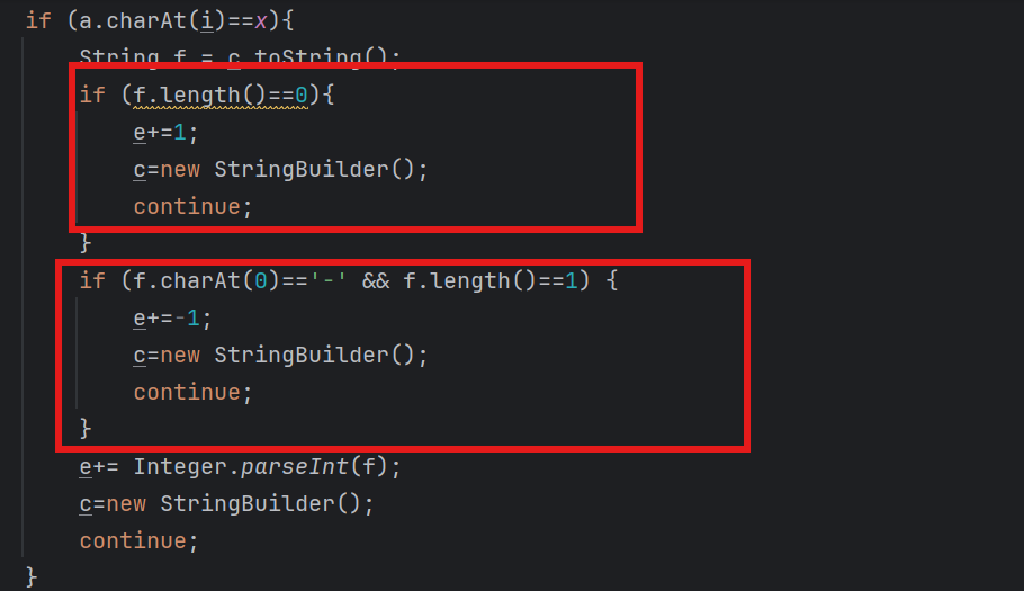 if (a.charAt(i)==x){
String f = c.toString();
if (f.length()==0){
e+=1;
c=new StringBuilder();
continue;
}
if (f.charAt(0)=='-' && f.length()==1) {
e+=-1;
c=new StringBuilder();
continue;
}
e+= Integer.parseInt(f);
c=new StringBuilder();
continue;
}